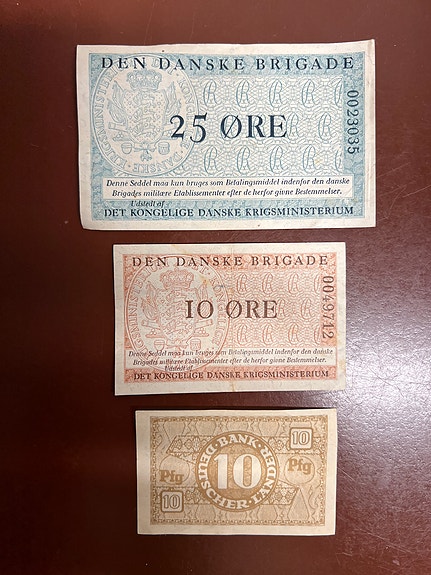 DEN DANSKE BRIGADE
0023035
25 ØRE
Denne Seddel maa kun bruges som Betalingsmiddel indenfor den danske
Brigades militære Etablissementer efter de herfor givne Bestemmelser.
Udstedt af
DET KONGELIGE DANSKE KRIGSMINISTERIUM
DEN DANSKE BRIGADE
0049712
10 ØRE
Denne Seddel maa kun bruges som Betalingsmiddel indenfor den danske
Brigades militære Etablissementer efter de herfor givne Bestemmelser.
Udstedt af
DET KONGELIGE DANSKE KRIGSMINISTERIUM
10
BANK
DEUTSCHER LÄNDER
Pfg
10
Pfg
10